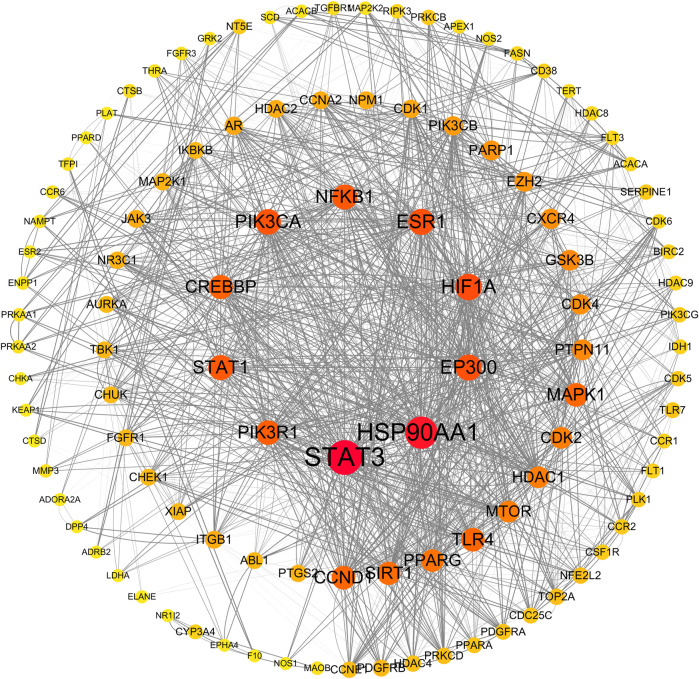 SCD
ACACB
TGFBR1
MAP2K2
RIPK3
PRKCB
APEX1
NOS2
FASN
CD38
TERT
HDAC8
FLT3
ACACA
SERPINE1
CDK6
BIRC2
HDAC9
PIK3CG
IDH1
CDK5
TLR7
CCR1
FLT1
PLK1
CCR2
CSF1R
NFE2L2
TOP2A
CDC25C
PDGFRA
PPARA
PRKCD
HDAC4
PDGFRB
CCNE1
MAOB
NOS1
F10
EPHA4
CYP3A4
NR1I2
ELANE
LDHA
ADRB2
DPP4
ADORA2A
MMP3
CTSD
KEAP1
CHKA
PRKAA2
PRKAA1
ENPP1
ESR2
NAMPT
CCR6
TFPI
PPARD
PLAT
CTSB
THRA
FGFR3
GRK2
NT5E
AR
HDAC2
CCNA2
NPM1
CDK1
PIK3CB
PARP1
EZH2
CXCR4
GSK3B
CDK4
PTPN11
MAPK1
CDK2
HDAC1
MTOR
TLR4
PPARG
SIRT1
CCND1
PTGS2
ABL1
ITGB1
XIAP
CHEK1
FGFR1
CHUK
TBK1
AURKA
NR3C1
JAK3
MAP2K1
IKBKB
NFKB1
ESR1
HIF1A
EP300
HSP90AA1
STAT3
PIK3R1
STAT1
CREBBP
PIK3CA